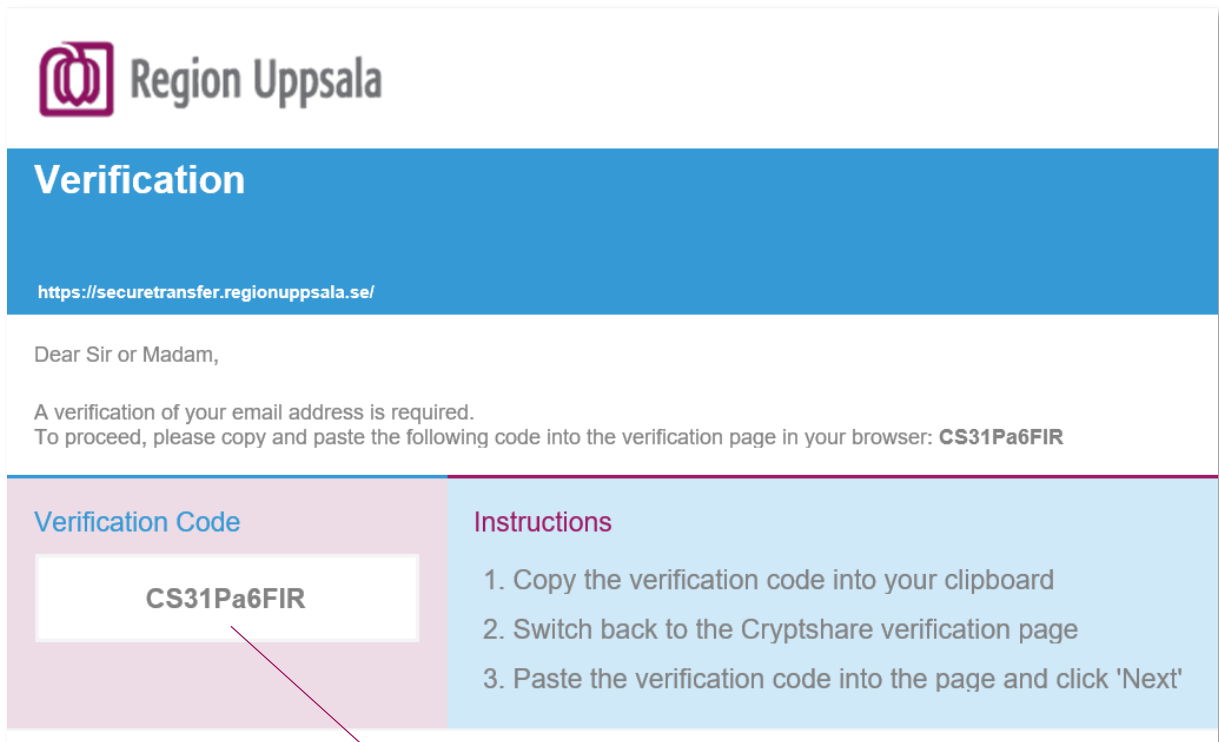 Region Uppsala
Verification
https://securetransfer.regionuppsala.se/
Dear Sir or Madam,
A verification of your email address is required.
To proceed, please copy and paste the following code into the verification page in your browser: CS31Pa6FIR
Verification Code
CS31Pa6FIR
Instructions
1. Copy the verification code into your clipboard
2. Switch back to the Cryptshare verification page
3. Paste the verification code into the page and click 'Next'